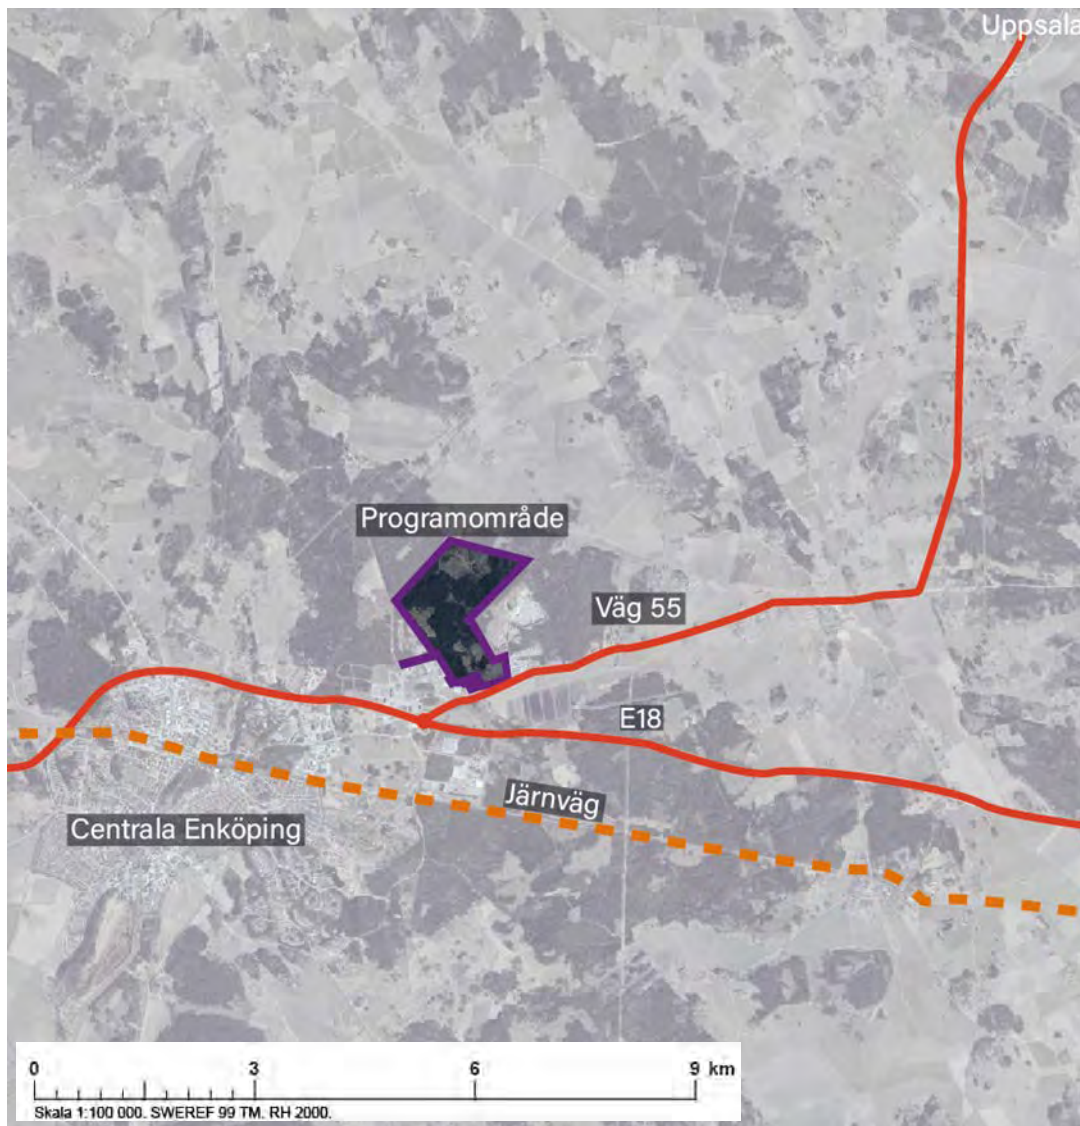 Uppsala
Programområde
Väg 55
E18
Järnväg
Centrala Enköping
0 3 6 9 km
Skala 1:100 000. SWEREF 99 TM. RH 2000.